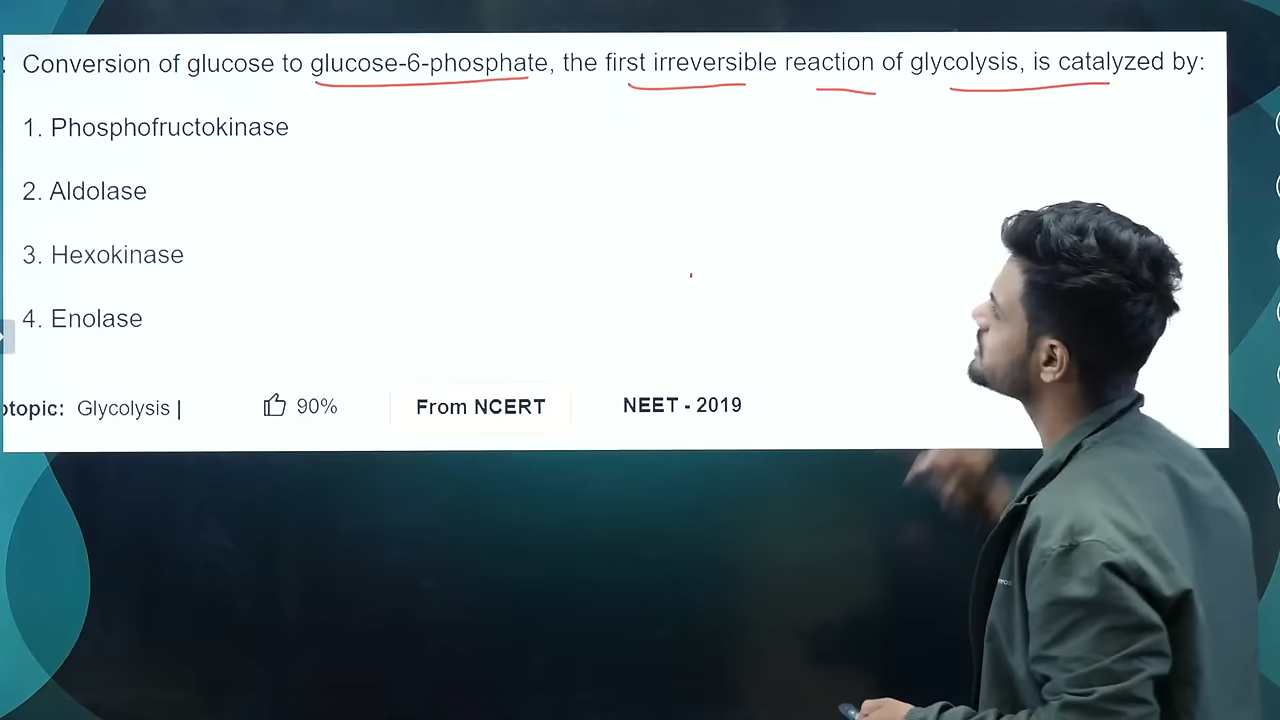 : Conversion of glucose to glucose-6-phosphate, the first irreversible reaction of glycolysis, is catalyzed by:
1. Phosphofructokinase
2. Aldolase
3. Hexokinase
4. Enolase
otopic: Glycolysis | 90% From NCERT NEET - 2019